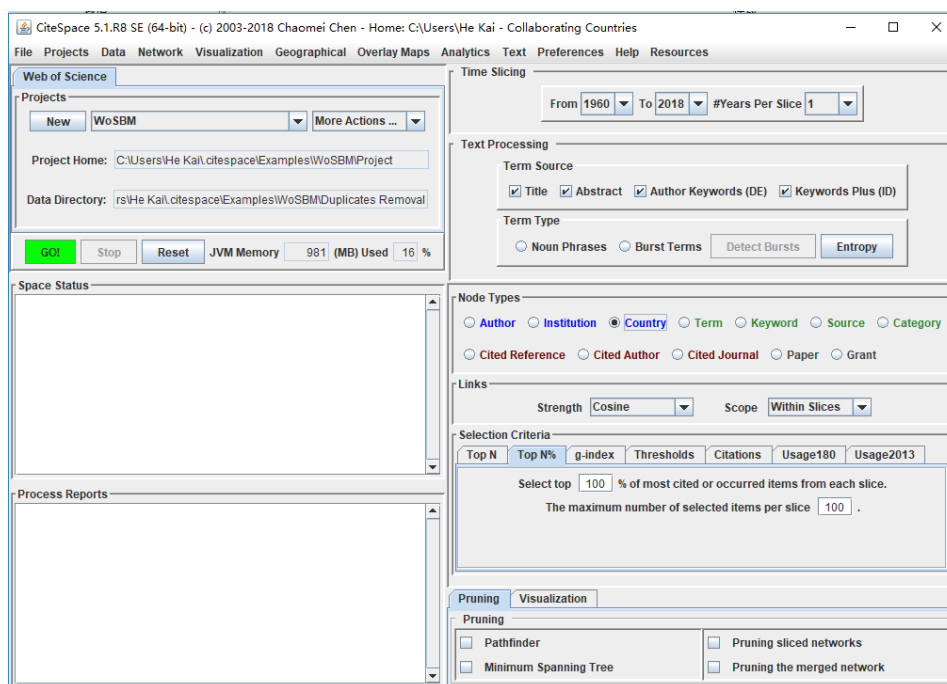 CiteSpace 5.1.R8 SE (64-bit) - (c) 2003-2018 Chaomei Chen - Home: C:\Users\He Kai - Collaborating Countries
File Projects Data Network Visualization Geographical Overlay Maps Analytics Text Preferences Help Resources
Web of Science
Projects
New WoSBM More Actions ...
Project Home: C:\Users\He Kai\.citespace\Examples\WoSBM\Project
Data Directory: rs\He Kai\.citespace\Examples\WoSBM\Duplicates Removal
GO! Stop Reset JVM Memory 981 (MB) Used 16 %
Space Status
Process Reports
Time Slicing
From 1960 To 2018 #Years Per Slice 1
Text Processing
Term Source
Title Abstract Author Keywords (DE) Keywords Plus (ID)
Term Type
Noun Phrases Burst Terms Detect Bursts Entropy
Node Types
Author Institution Country Term Keyword Source Category
Cited Reference Cited Author Cited Journal Paper Grant
Links
Strength Cosine Scope Within Slices
Selection Criteria
Top N Top N% g-index Thresholds Citations Usage180 Usage2013
Select top 100 % of most cited or occurred items from each slice.
The maximum number of selected items per slice 100 .
Pruning Visualization
Pruning
Pathfinder Pruning sliced networks
Minimum Spanning Tree Pruning the merged network